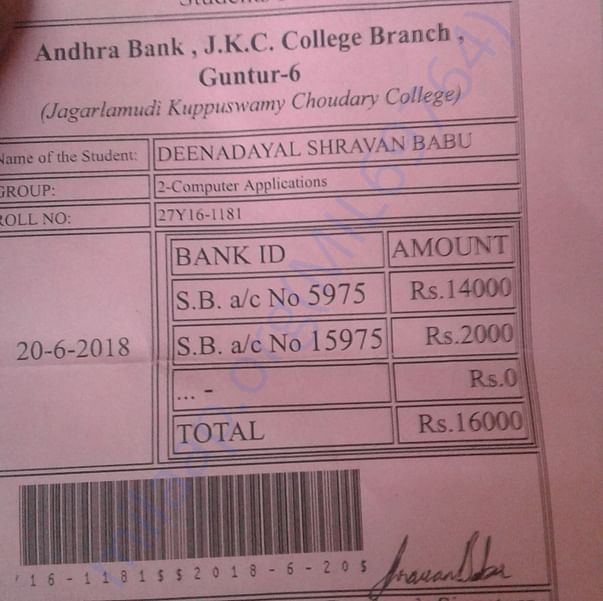 Andhra Bank , J.K.C. College Branch ,
Guntur-6
(Jagarlamudi Kuppuswamy Choudary College)
Name of the Student: DEENADAYAL SHRAVAN BABU
GROUP: 2-Computer Applications
ROLL NO: 27Y16-1181
BANK ID AMOUNT
S.B. a/c No 5975 Rs.14000
20-6-2018 S.B. a/c No 15975 Rs.2000
... - Rs.0
TOTAL Rs.16000
16-1181$$2018-6-20$